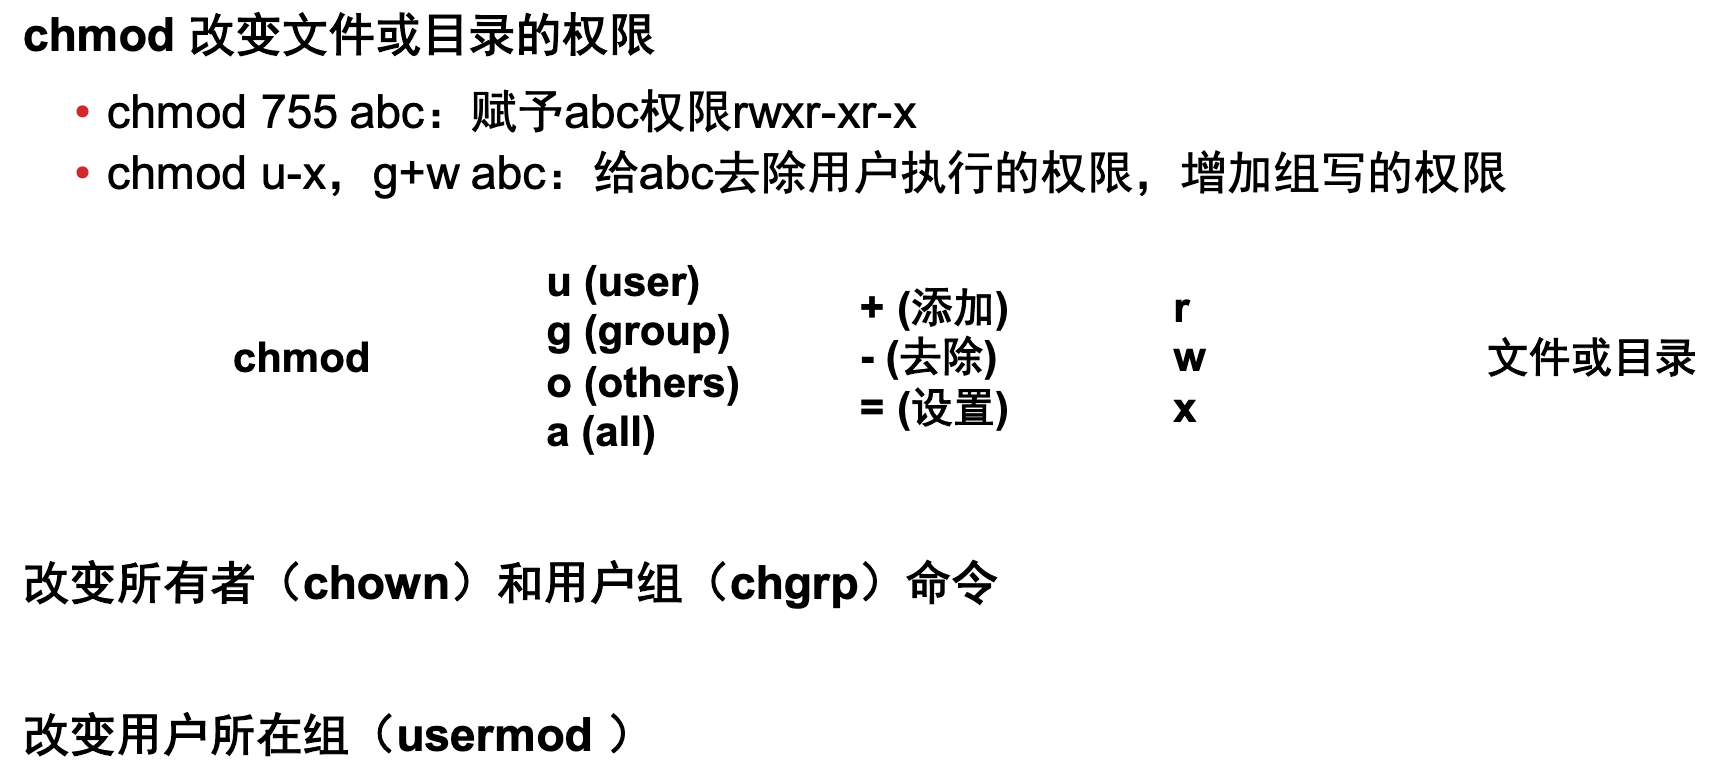 chmod 改变文件或目录的权限
• chmod 755 abc：赋予abc权限rwxr-xr-x
• chmod u-x，g+w abc：给abc去除用户执行的权限，增加组写的权限
chmod
u (user)
g (group)
o (others)
a (all)
+ (添加)
- (去除)
= (设置)
r
w
x
文件或目录
改变所有者（chown）和用户组（chgrp）命令
改变用户所在组（usermod ）